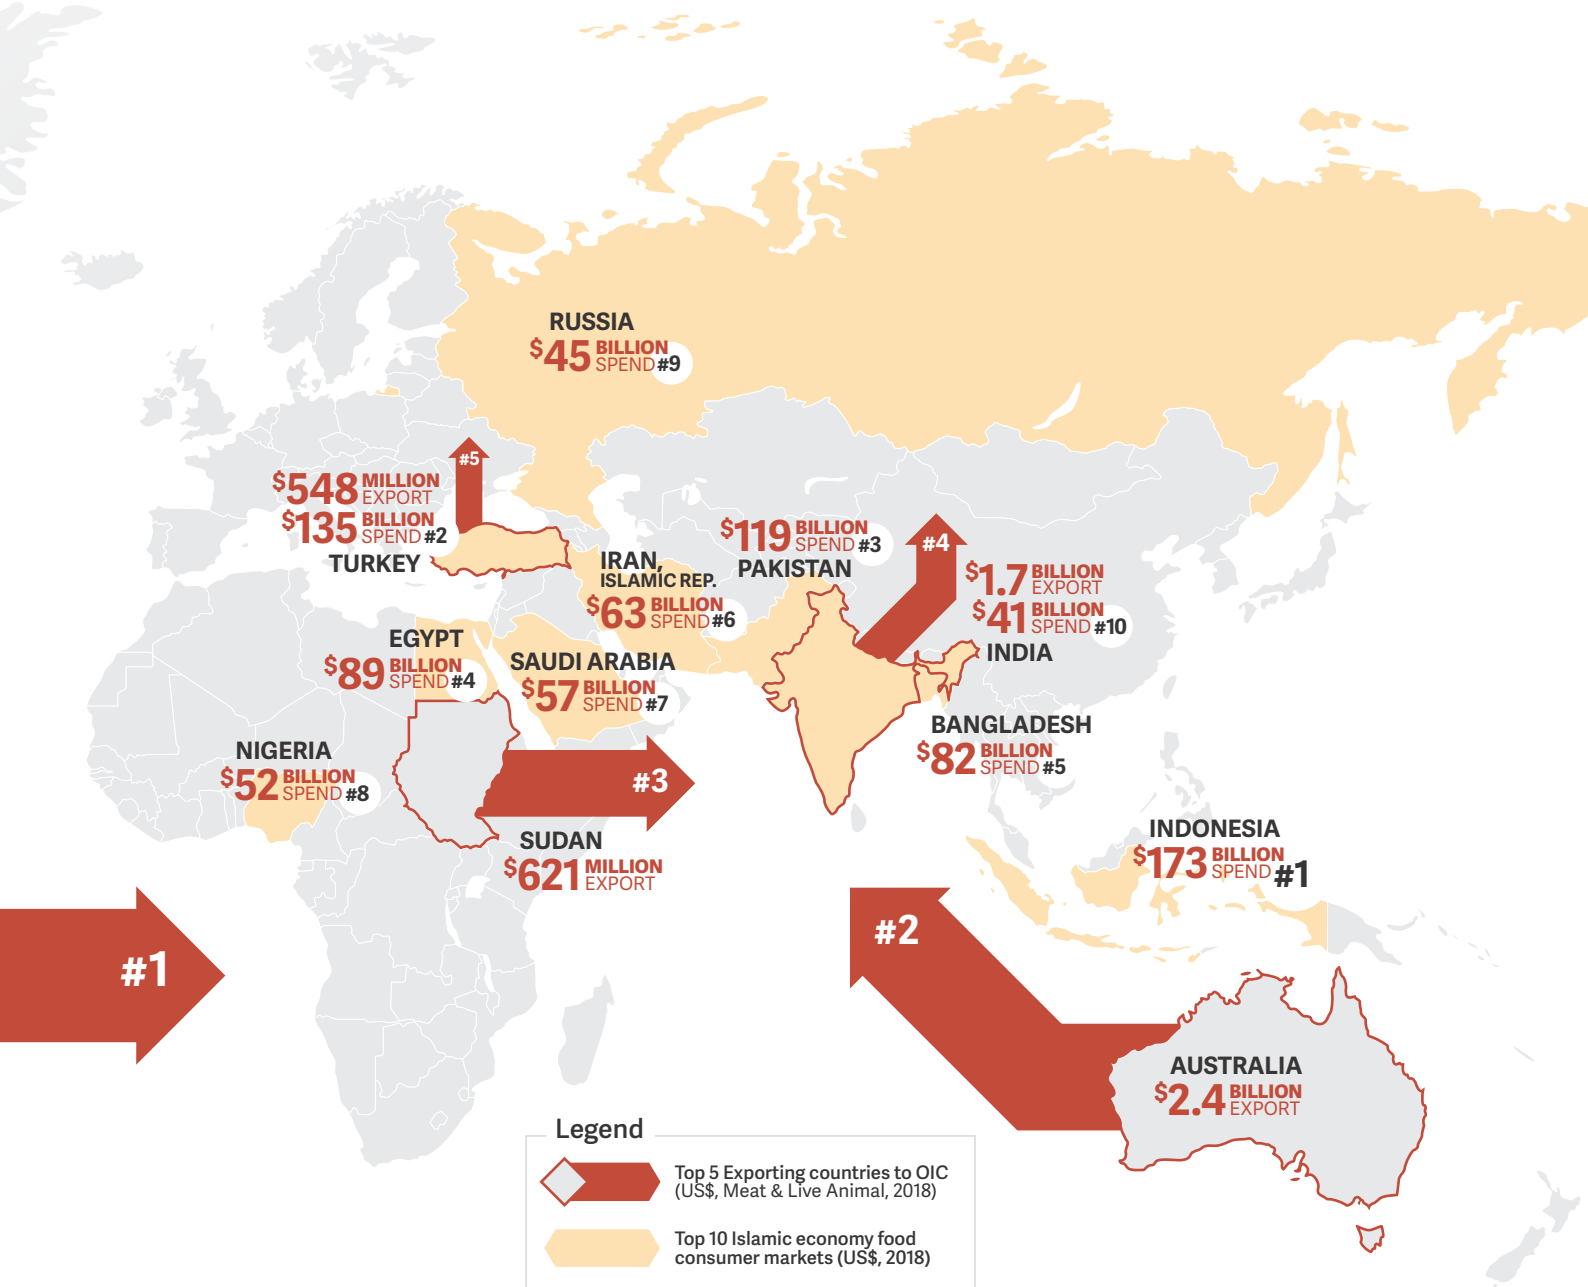 RUSSIA
$45 BILLION
SPEND #9
#5
$548 MILLION
EXPORT
$135 BILLION
SPEND #2
TURKEY
IRAN,
ISLAMIC REP.
$63 BILLION
SPEND #6
$119 BILLION
SPEND #3
PAKISTAN
#4
$1.7 BILLION
EXPORT
$41 BILLION
SPEND #10
INDIA
EGYPT
$89 BILLION
SPEND #4
SAUDI ARABIA
$57 BILLION
SPEND #7
BANGLADESH
$82 BILLION
SPEND #5
NIGERIA
$52 BILLION
SPEND #8
#3
SUDAN
$621 MILLION
EXPORT
INDONESIA
$173 BILLION
SPEND #1
#1
#2
AUSTRALIA
$2.4 BILLION
EXPORT
Legend
Top 5 Exporting countries to OIC
(US$, Meat & Live Animal, 2018)
Top 10 Islamic economy food
consumer markets (US$, 2018)